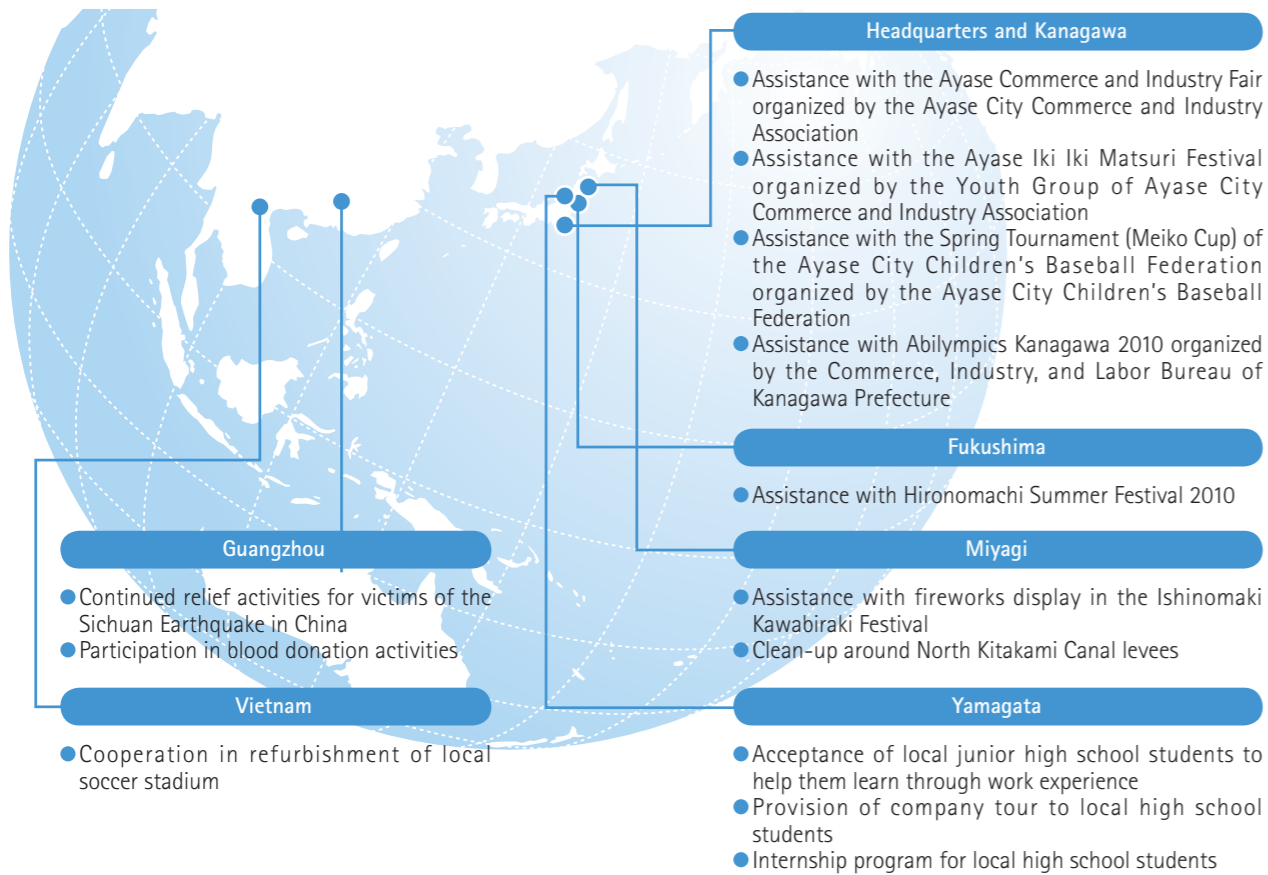 Headquarters and Kanagawa
● Assistance with the Ayase Commerce and Industry Fair
organized by the Ayase City Commerce and Industry
Association
● Assistance with the Ayase Iki Iki Matsuri Festival
organized by the Youth Group of Ayase City
Commerce and Industry Association
● Assistance with the Spring Tournament (Meiko Cup) of
the Ayase City Children's Baseball Federation
organized by the Ayase City Children's Baseball
Federation
● Assistance with Abilympics Kanagawa 2010 organized
by the Commerce, Industry, and Labor Bureau of
Kanagawa Prefecture
Fukushima
● Assistance with Hironomachi Summer Festival 2010
Guangzhou
● Continued relief activities for victims of the
Sichuan Earthquake in China
● Participation in blood donation activities
Miyagi
● Assistance with fireworks display in the Ishinomaki
Kawabiraki Festival
● Clean-up around North Kitakami Canal levees
Vietnam
● Cooperation in refurbishment of local
soccer stadium
Yamagata
● Acceptance of local junior high school students to
help them learn through work experience
● Provision of company tour to local high school
students
● Internship program for local high school students